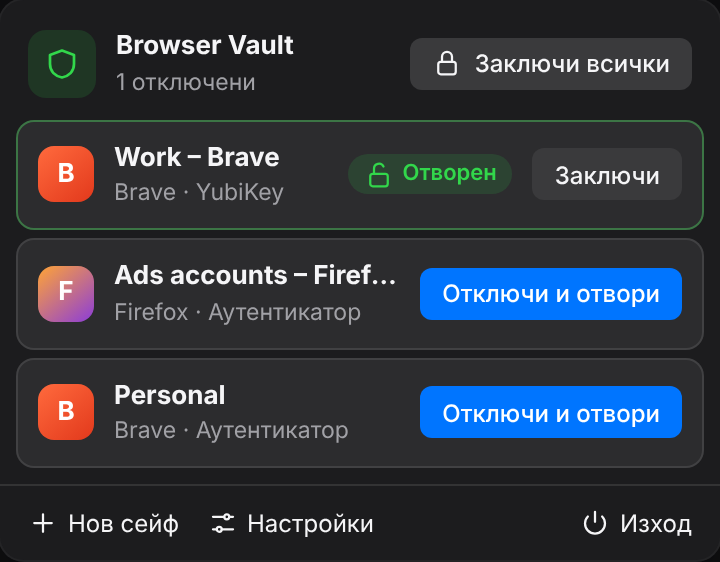 Browser Vault
1 отключени
Заключи всички
B
Work – Brave
Brave · YubiKey
Отворен
Заключи
F
Ads accounts – Firef...
Firefox · Аутентикатор
Отключи и отвори
B
Personal
Brave · Аутентикатор
Отключи и отвори
Нов сейф
Настройки
Изход